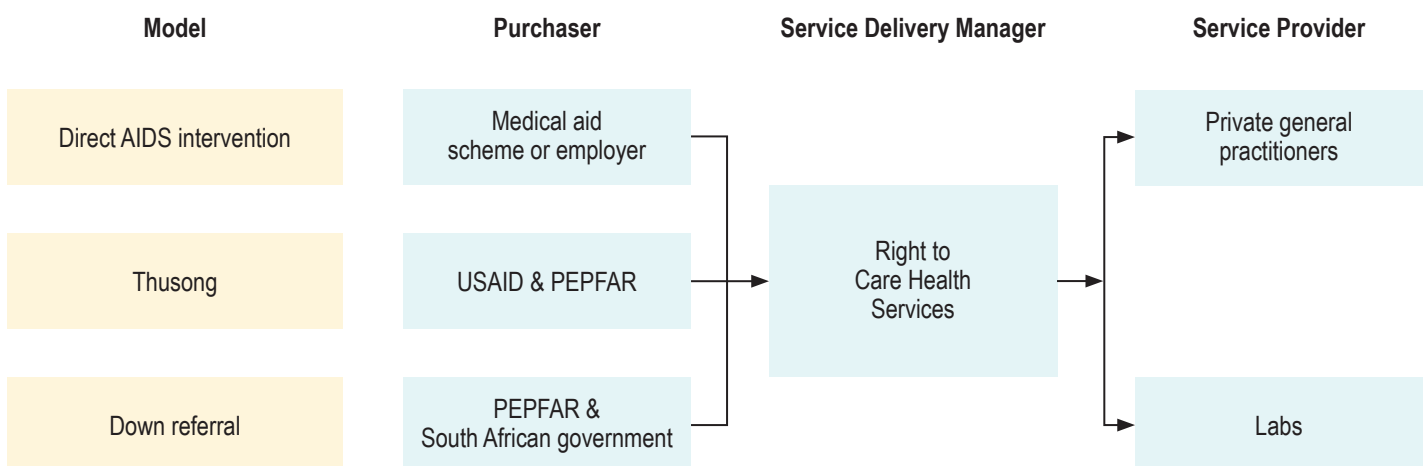 Model
Purchaser
Service Delivery Manager
Service Provider
Direct AIDS intervention
Medical aid
scheme or employer
Private general
practitioners
Thusong
USAID & PEPFAR
Right to
Care Health
Services
Down referral
PEPFAR &
South African government
Labs